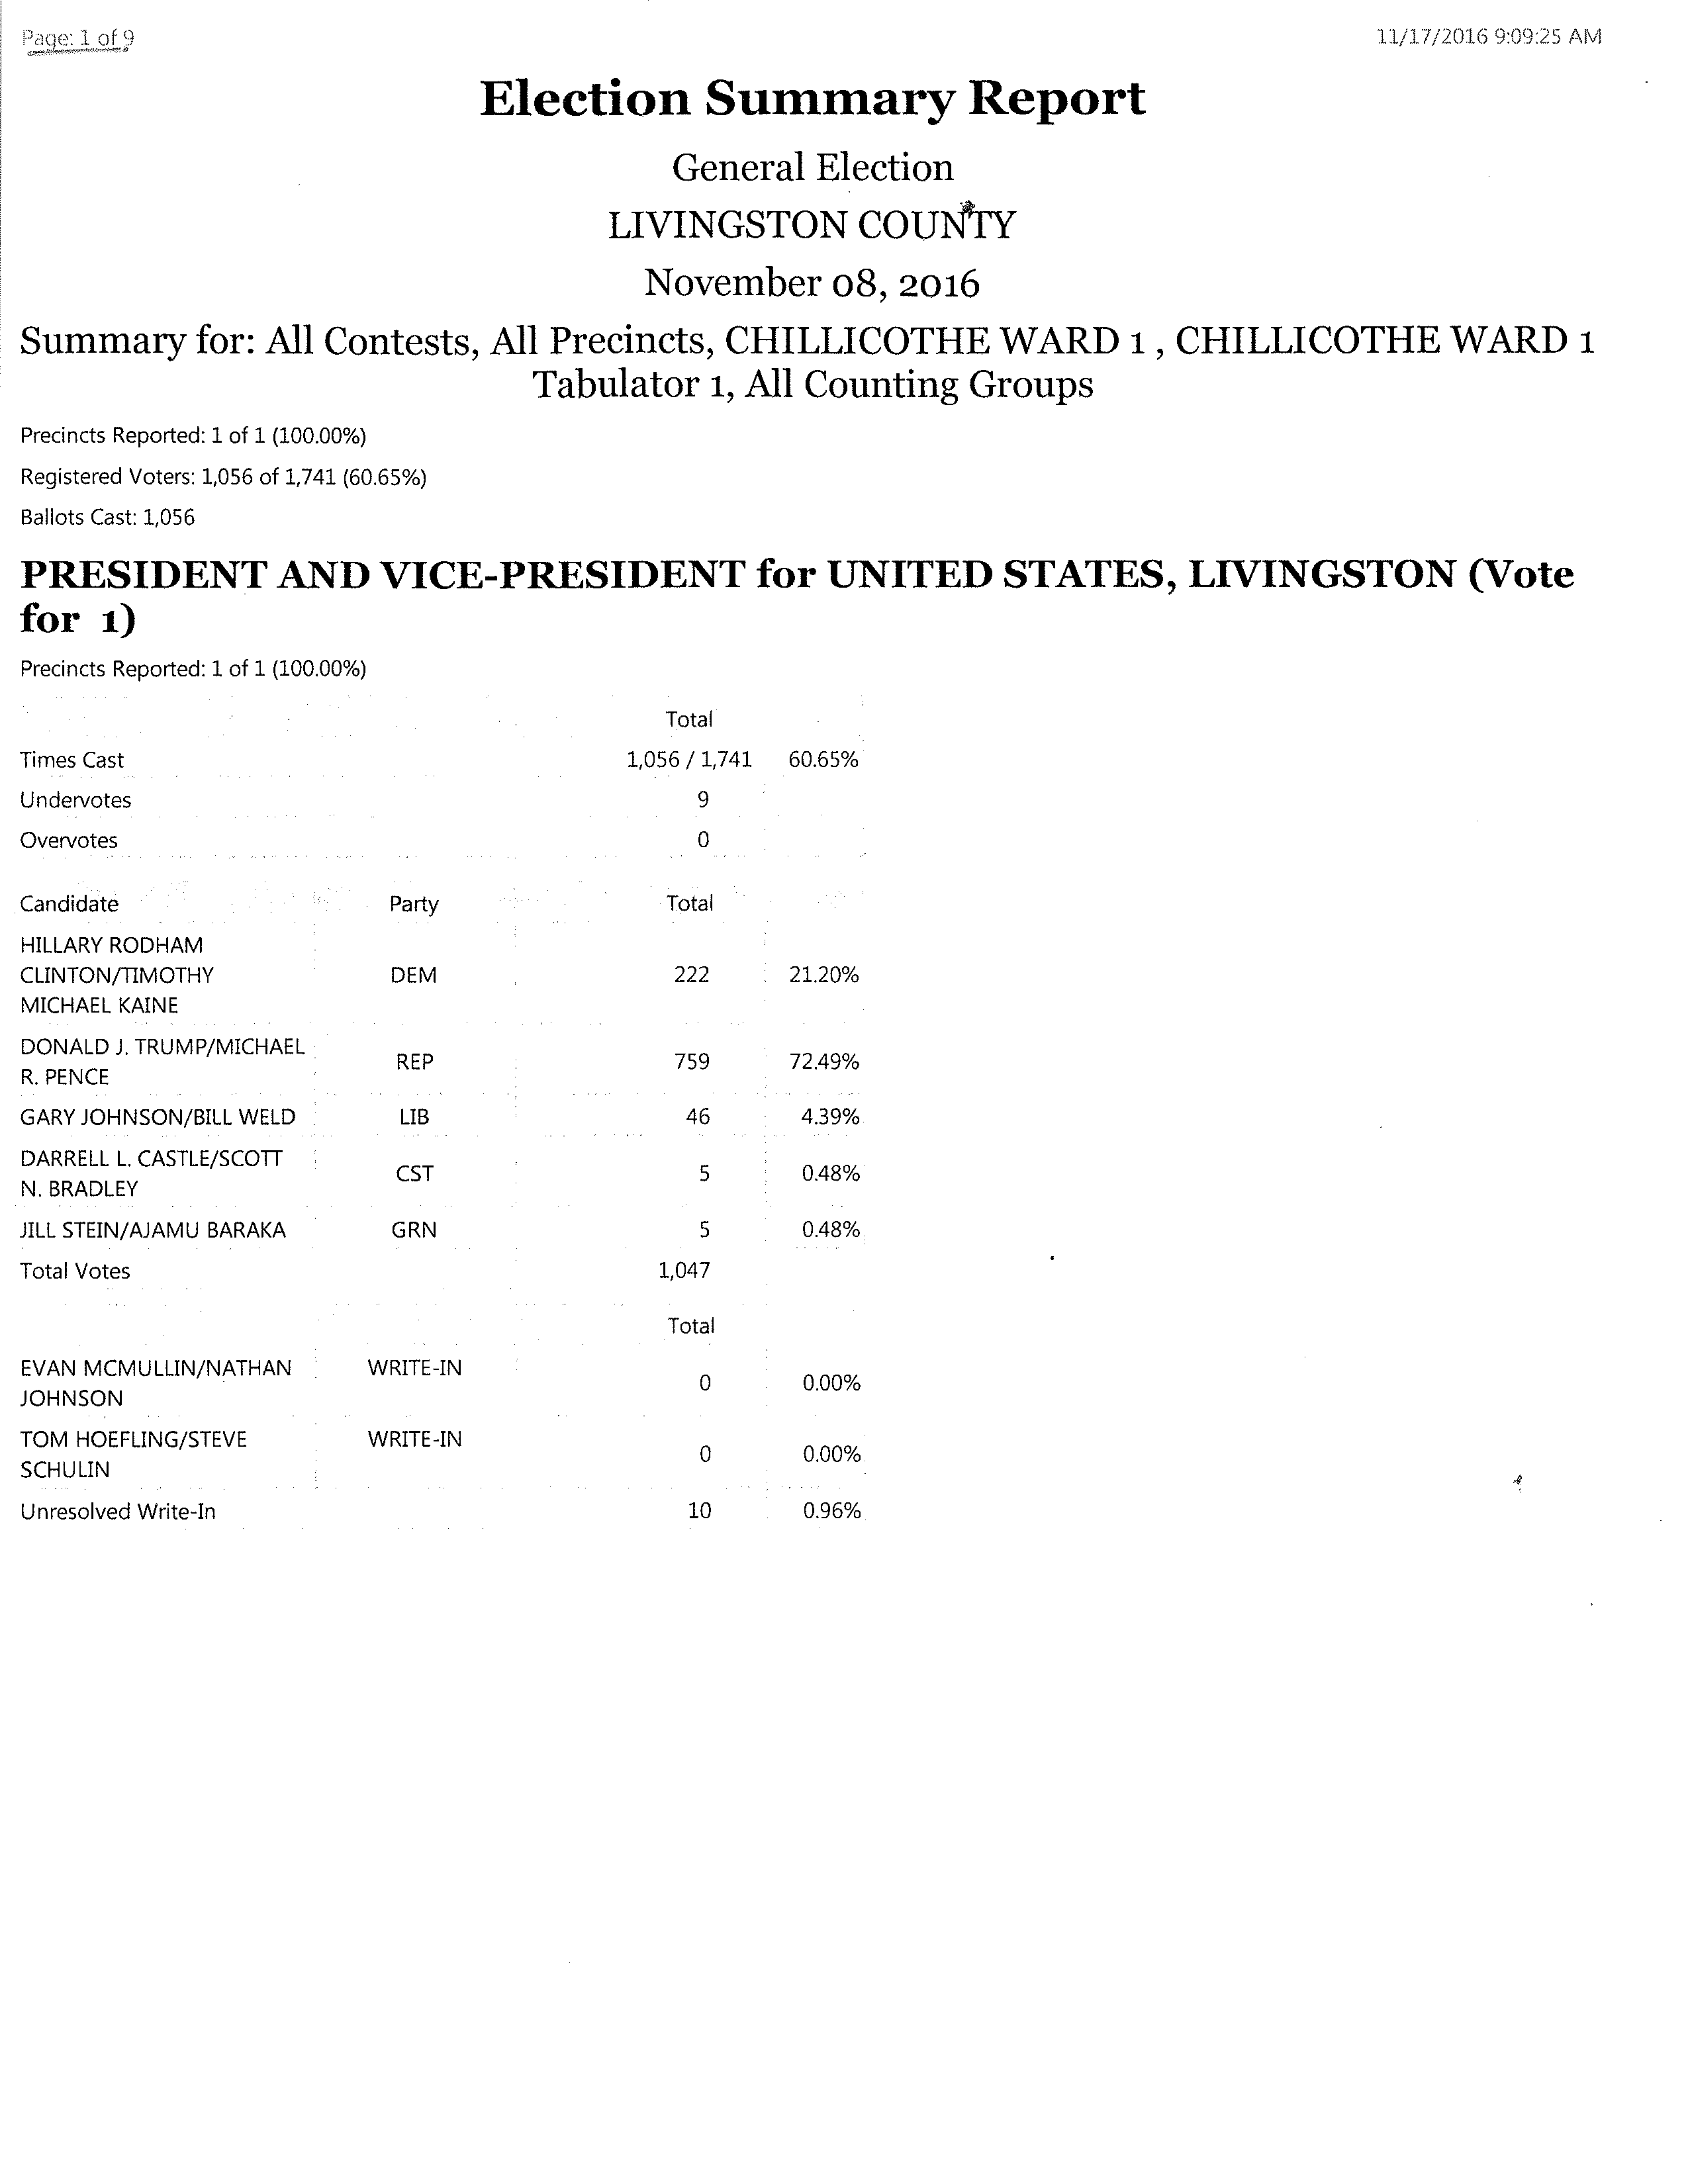 Page: 1 of 9
11/17/2016 9:09:25 AM
Election Summary Report
General Election
LIVINGSTON COUNTY
November 08, 2016
Summary for: All Contests, All Precincts, CHILLICOTHE WARD 1 , CHILLICOTHE WARD 1
Tabulator 1, All Counting Groups
Precincts Reported: 1 of 1 (100.00%)
Registered Voters: 1,056 of 1,741 (60.65%)
Ballots Cast: 1,056
PRESIDENT AND VICE-PRESIDENT for UNITED STATES, LIVINGSTON (Vote
for 1)
Precincts Reported: 1 of 1 (100.00%)
Total
Times Cast 1,056 / 1,741 60.65%
Undervotes 9
Overvotes 0
Candidate Party Total
HILLARY RODHAM
CLINTON/TIMOTHY DEM 222 21.20%
MICHAEL KAINE
DONALD J. TRUMP/MICHAEL
R. PENCE REP 759 72.49%
GARY JOHNSON/BILL WELD LIB 46 4.39%
DARRELL L. CASTLE/SCOTT
N. BRADLEY CST 5 0.48%
JILL STEIN/AJAMU BARAKA GRN 5 0.48%
Total Votes 1,047
Total
EVAN MCMULLIN/NATHAN WRITE-IN
JOHNSON 0 0.00%
TOM HOEFLING/STEVE WRITE-IN
SCHULIN 0 0.00%
Unresolved Write-In 10 0.96%